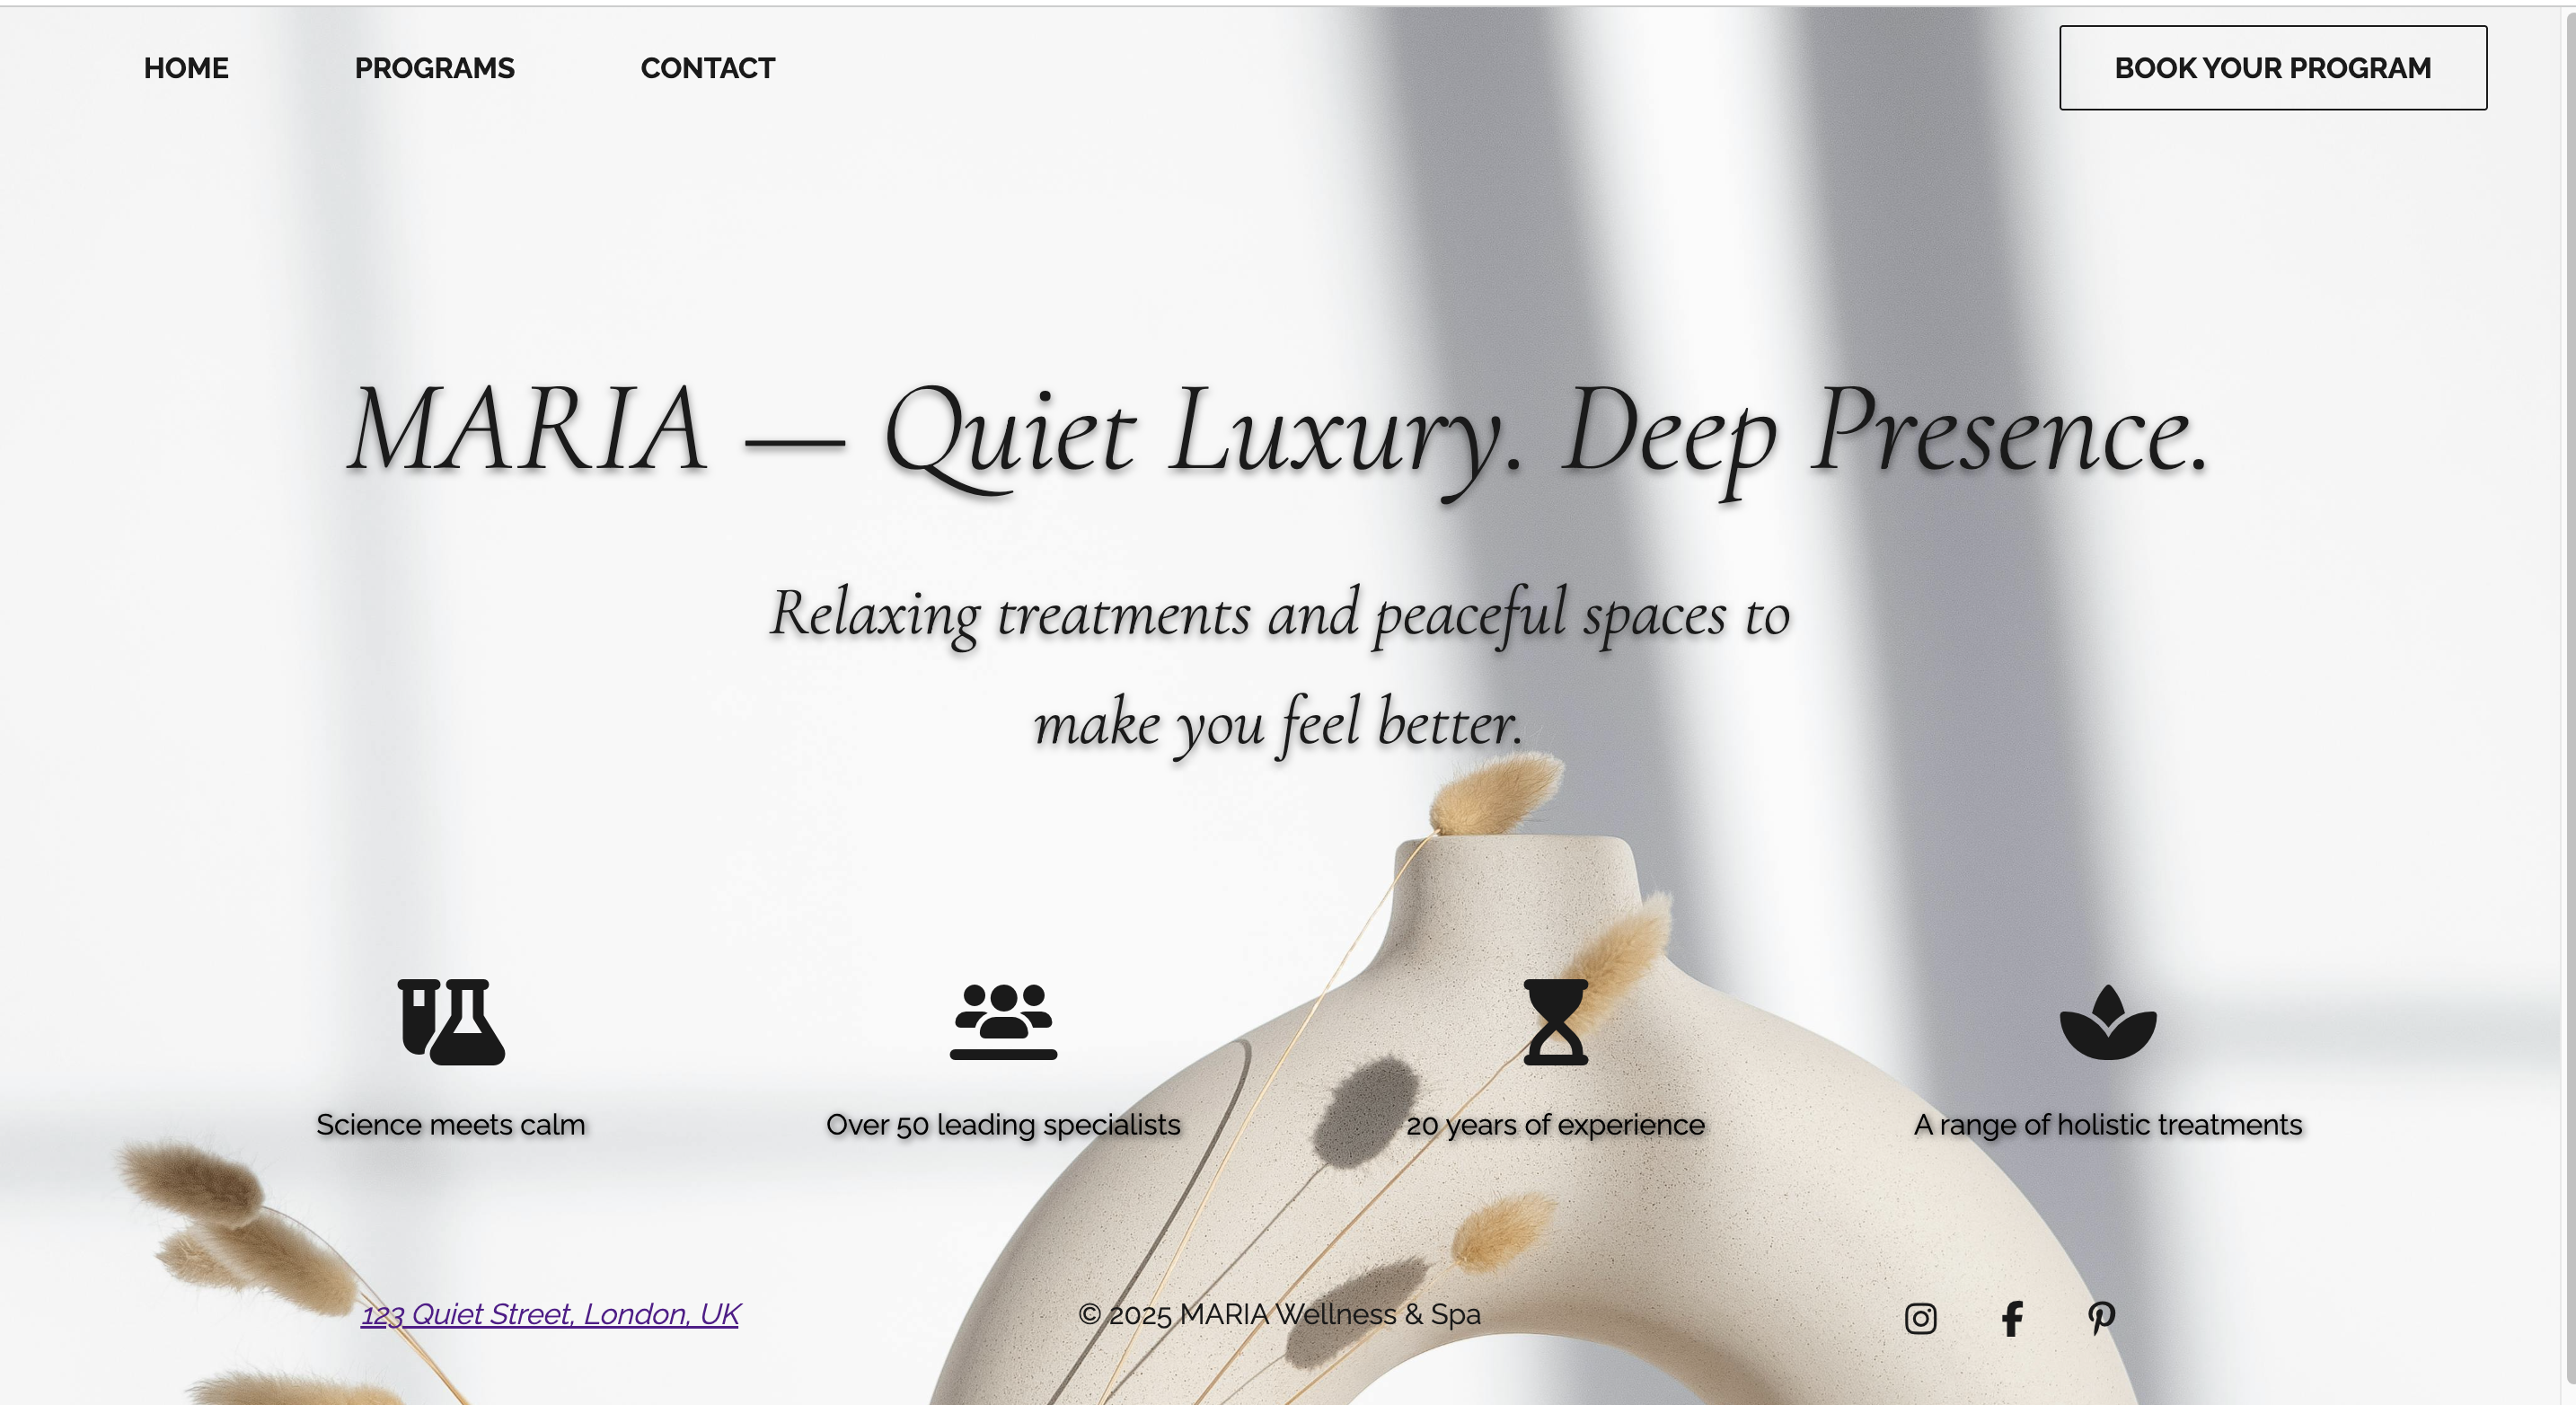 HOME PROGRAMS CONTACT BOOK YOUR PROGRAM
MARIA — Quiet Luxury. Deep Presence.
Relaxing treatments and peaceful spaces to
make you feel better.
Science meets calm
Over 50 leading specialists
20 years of experience
A range of holistic treatments
123 Quiet Street, London, UK
© 2025 MARIA Wellness & Spa